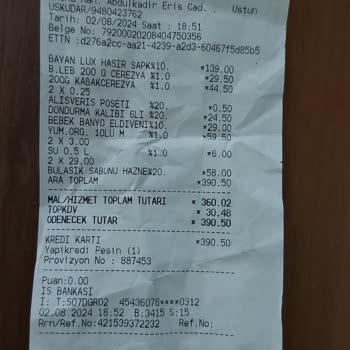 Man. Abdulkadir Eris Cad. . Ustun
USKUDAR/9480423762
Tarih: 02/08/2024 Saat : 18:51
Belge No: 7920002020840475 0356
ETTN :d276a2cc-aa21-4239-a2d3-60467f5d85b5
BAYAN LUX HASIR SAPK%10. *139.00
B.LEB 200 G CEREZYA %1.0 *29.50
200G KABAKCEREZYA %1.0 *44.50
2 X 0.25
ALISVERIS POSETI %20. *0.50
DONDURMA KALIBI 6LI %20. *24.50
BEBEK BANYO ELDIVENI%10. *29.00
YUM.ORG. 10LU M %1.0 *59.50
2 X 3.00
SU 0.5 L %1.0 *6.00
2 X 29.00
BULASIK SABUNU HAZNE%20. *58.00
ARA TOPLAM *390.50
MAL/HIZMET TOPLAM TUTARI * 360.02
TOPKDV * 30.48
ODENECEK TUTAR * 390.50
KREDI KARTI *390.50
Yapikredi Pesin (1)
Provizyon No : 887453
Puan:0.00
IS BANKASI
I: T:S07DGR02 45436078****0312
02.08.2024 18:52 B:3415 S:15
Rrn/Ref.No:421539372232 Ref.No: